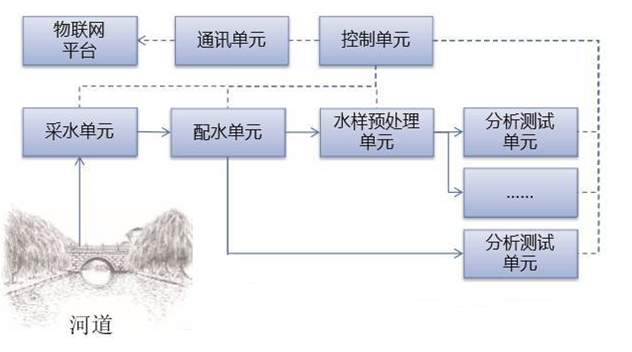 物联网
平台
通讯单元
控制单元
采水单元
配水单元
水样预处理
单元
分析测试
单元
......
分析测试
单元
河道